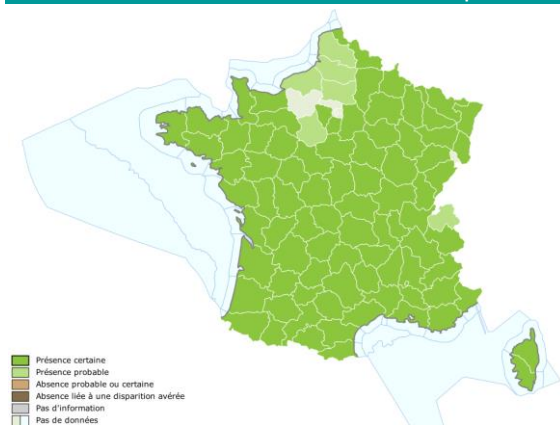 Présence certaine
Présence probable
Absence probable ou certaine
Absence liée à une disparition avérée
Pas d'information
Pas de données